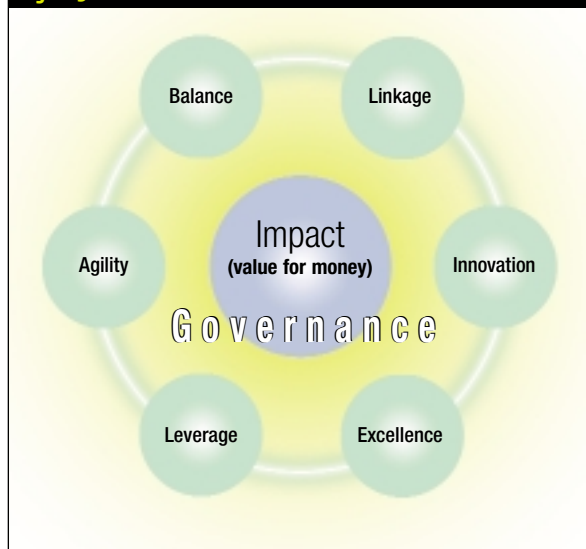 Balance
Linkage
Impact
(value for money)
Agility
Innovation
Governance
Leverage
Excellence